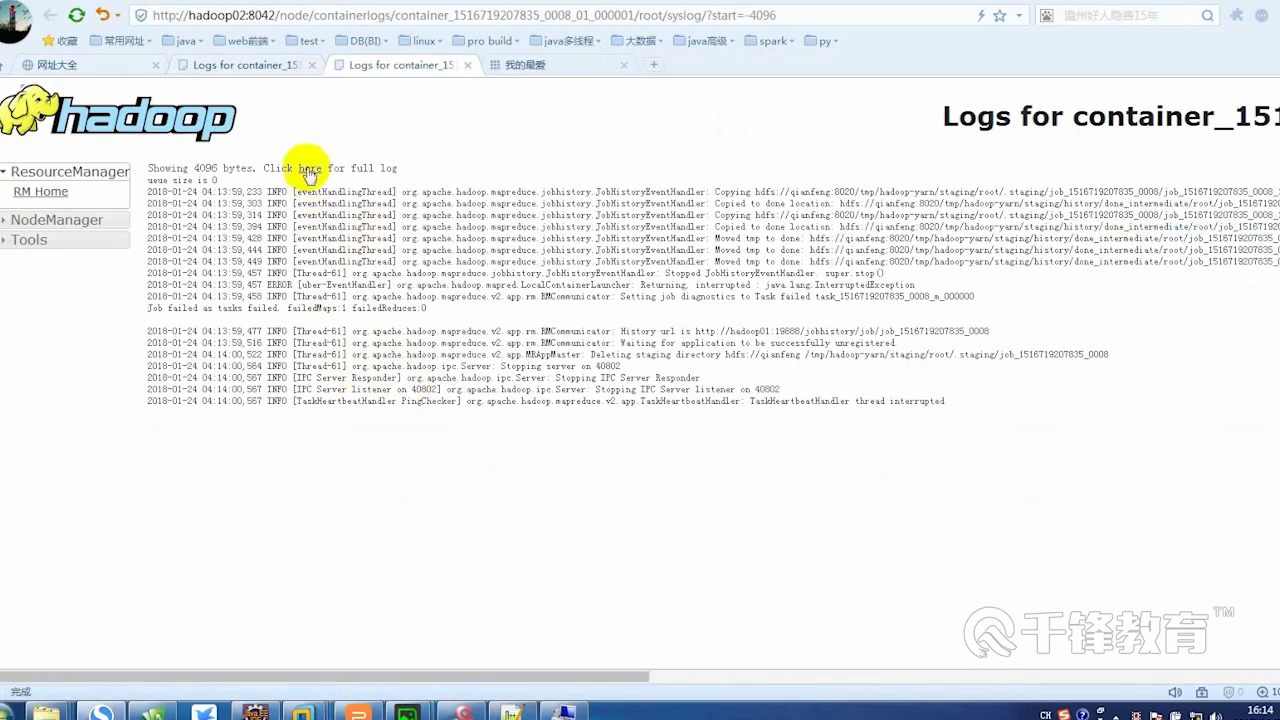 http://hadoop02:8042/node/containerlogs/container_1516719207835_0008_01_000001/root/syslog/?start=-4096
温州好人隐善15年
收藏 常用网址 java web前端 test DB(BI) linux pro build java多线程 大数据 java高级 spark py
网址大全 Logs for container_151 Logs for container_151 我的最爱
hadoop
Logs for container_151
ResourceManager
RM Home
NodeManager
Tools
Showing 4096 bytes. Click here for full log
ueue size is 0
2018-01-24 04:13:59,233 INFO [eventHandlingThread] org.apache.hadoop.mapreduce.jobhistory.JobHistoryEventHandler: Copying hdfs://qianfeng:8020/tmp/hadoop-yarn/staging/root/.staging/job_1516719207835_0008/job_1516719207835_0008_1
2018-01-24 04:13:59,303 INFO [eventHandlingThread] org.apache.hadoop.mapreduce.jobhistory.JobHistoryEventHandler: Copied to done location: hdfs://qianfeng:8020/tmp/hadoop-yarn/staging/history/done_intermediate/root/job_1516719207835_0008
2018-01-24 04:13:59,314 INFO [eventHandlingThread] org.apache.hadoop.mapreduce.jobhistory.JobHistoryEventHandler: Copying hdfs://qianfeng:8020/tmp/hadoop-yarn/staging/root/.staging/job_1516719207835_0008/job_1516719207835_0008_1
2018-01-24 04:13:59,394 INFO [eventHandlingThread] org.apache.hadoop.mapreduce.jobhistory.JobHistoryEventHandler: Copied to done location: hdfs://qianfeng:8020/tmp/hadoop-yarn/staging/history/done_intermediate/root/job_1516719207835_0008
2018-01-24 04:13:59,428 INFO [eventHandlingThread] org.apache.hadoop.mapreduce.jobhistory.JobHistoryEventHandler: Moved tmp to done: hdfs://qianfeng:8020/tmp/hadoop-yarn/staging/history/done_intermediate/root/job_1516719207835_0008
2018-01-24 04:13:59,444 INFO [eventHandlingThread] org.apache.hadoop.mapreduce.jobhistory.JobHistoryEventHandler: Moved tmp to done: hdfs://qianfeng:8020/tmp/hadoop-yarn/staging/history/done_intermediate/root/job_1516719207835_0008
2018-01-24 04:13:59,449 INFO [eventHandlingThread] org.apache.hadoop.mapreduce.jobhistory.JobHistoryEventHandler: Moved tmp to done: hdfs://qianfeng:8020/tmp/hadoop-yarn/staging/history/done_intermediate/root/job_1516719207835_0008
2018-01-24 04:13:59,457 INFO [Thread-61] org.apache.hadoop.mapreduce.jobhistory.JobHistoryEventHandler: Stopped JobHistoryEventHandler. super.stop()
2018-01-24 04:13:59,457 ERROR [uber-EventHandler] org.apache.hadoop.mapred.LocalContainerLauncher: Returning, interrupted : java.lang.InterruptedException
2018-01-24 04:13:59,458 INFO [Thread-61] org.apache.hadoop.mapreduce.v2.app.rm.RMCommunicator: Setting job diagnostics to Task failed task_1516719207835_0008_m_000000
Job failed as tasks failed. failedMaps:1 failedReduces:0
2018-01-24 04:13:59,477 INFO [Thread-61] org.apache.hadoop.mapreduce.v2.app.rm.RMCommunicator: History url is http://hadoop01:19888/jobhistory/job/job_1516719207835_0008
2018-01-24 04:13:59,516 INFO [Thread-61] org.apache.hadoop.mapreduce.v2.app.rm.RMCommunicator: Waiting for application to be successfully unregistered.
2018-01-24 04:14:00,522 INFO [Thread-61] org.apache.hadoop.mapreduce.v2.app.MRAppMaster: Deleting staging directory hdfs://qianfeng /tmp/hadoop-yarn/staging/root/.staging/job_1516719207835_0008
2018-01-24 04:14:00,564 INFO [Thread-61] org.apache.hadoop.ipc.Server: Stopping server on 40802
2018-01-24 04:14:00,567 INFO [IPC Server Responder] org.apache.hadoop.ipc.Server: Stopping IPC Server Responder
2018-01-24 04:14:00,567 INFO [IPC Server listener on 40802] org.apache.hadoop.ipc.Server: Stopping IPC Server listener on 40802
2018-01-24 04:14:00,567 INFO [TaskHeartbeatHandler PingChecker] org.apache.hadoop.mapreduce.v2.app.TaskHeartbeatHandler: TaskHeartbeatHandler thread interrupted
千锋教育™
完成
0
10
CH
16:14